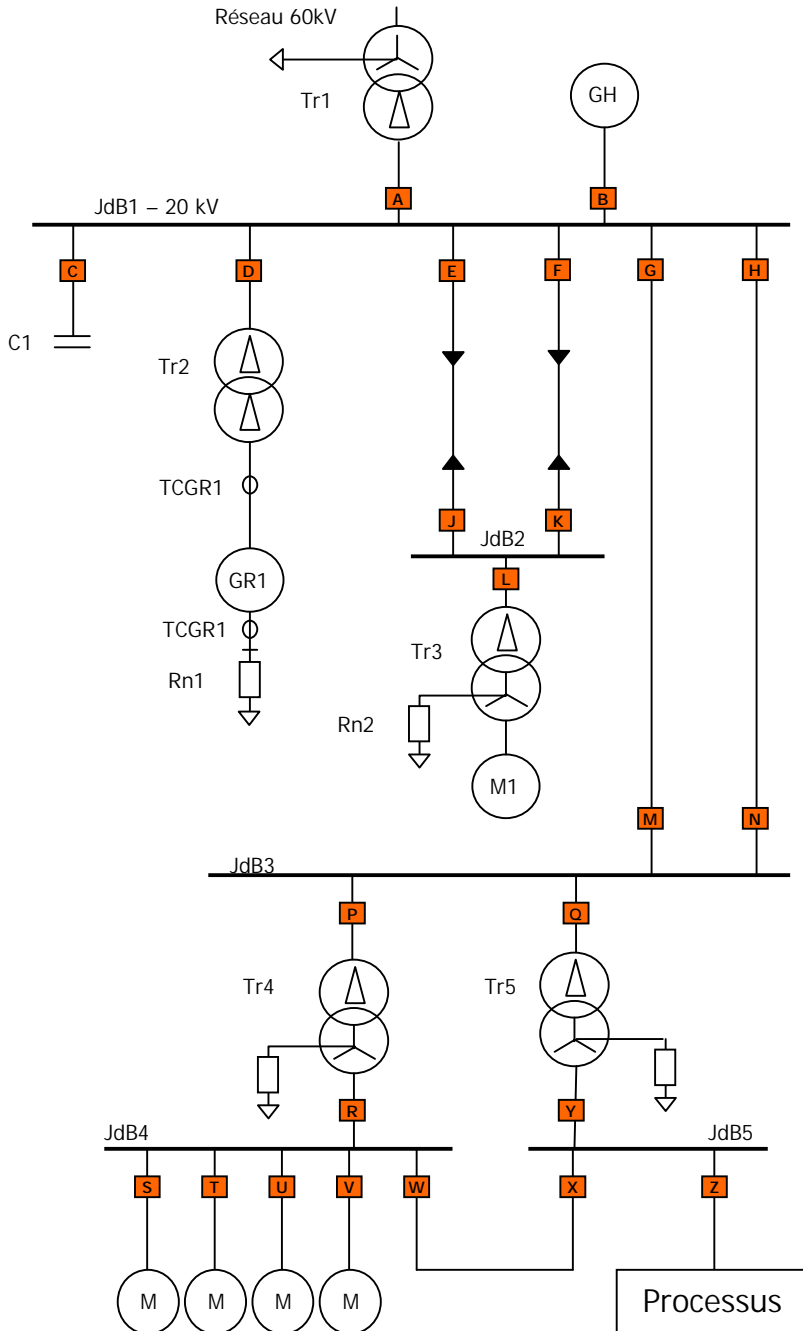 Réseau 60kV
Tr1
GH
A
B
JdB1 – 20 kV
C
D
E
F
G
H
C1
Tr2
TCGR1
J
K
JdB2
GR1
L
TCGR1
Tr3
Rn1
Rn2
M1
M
N
JdB3
P
Q
Tr4
Tr5
R
Y
JdB4
JdB5
S
T
U
V
W
X
Z
M
M
M
M
Processus